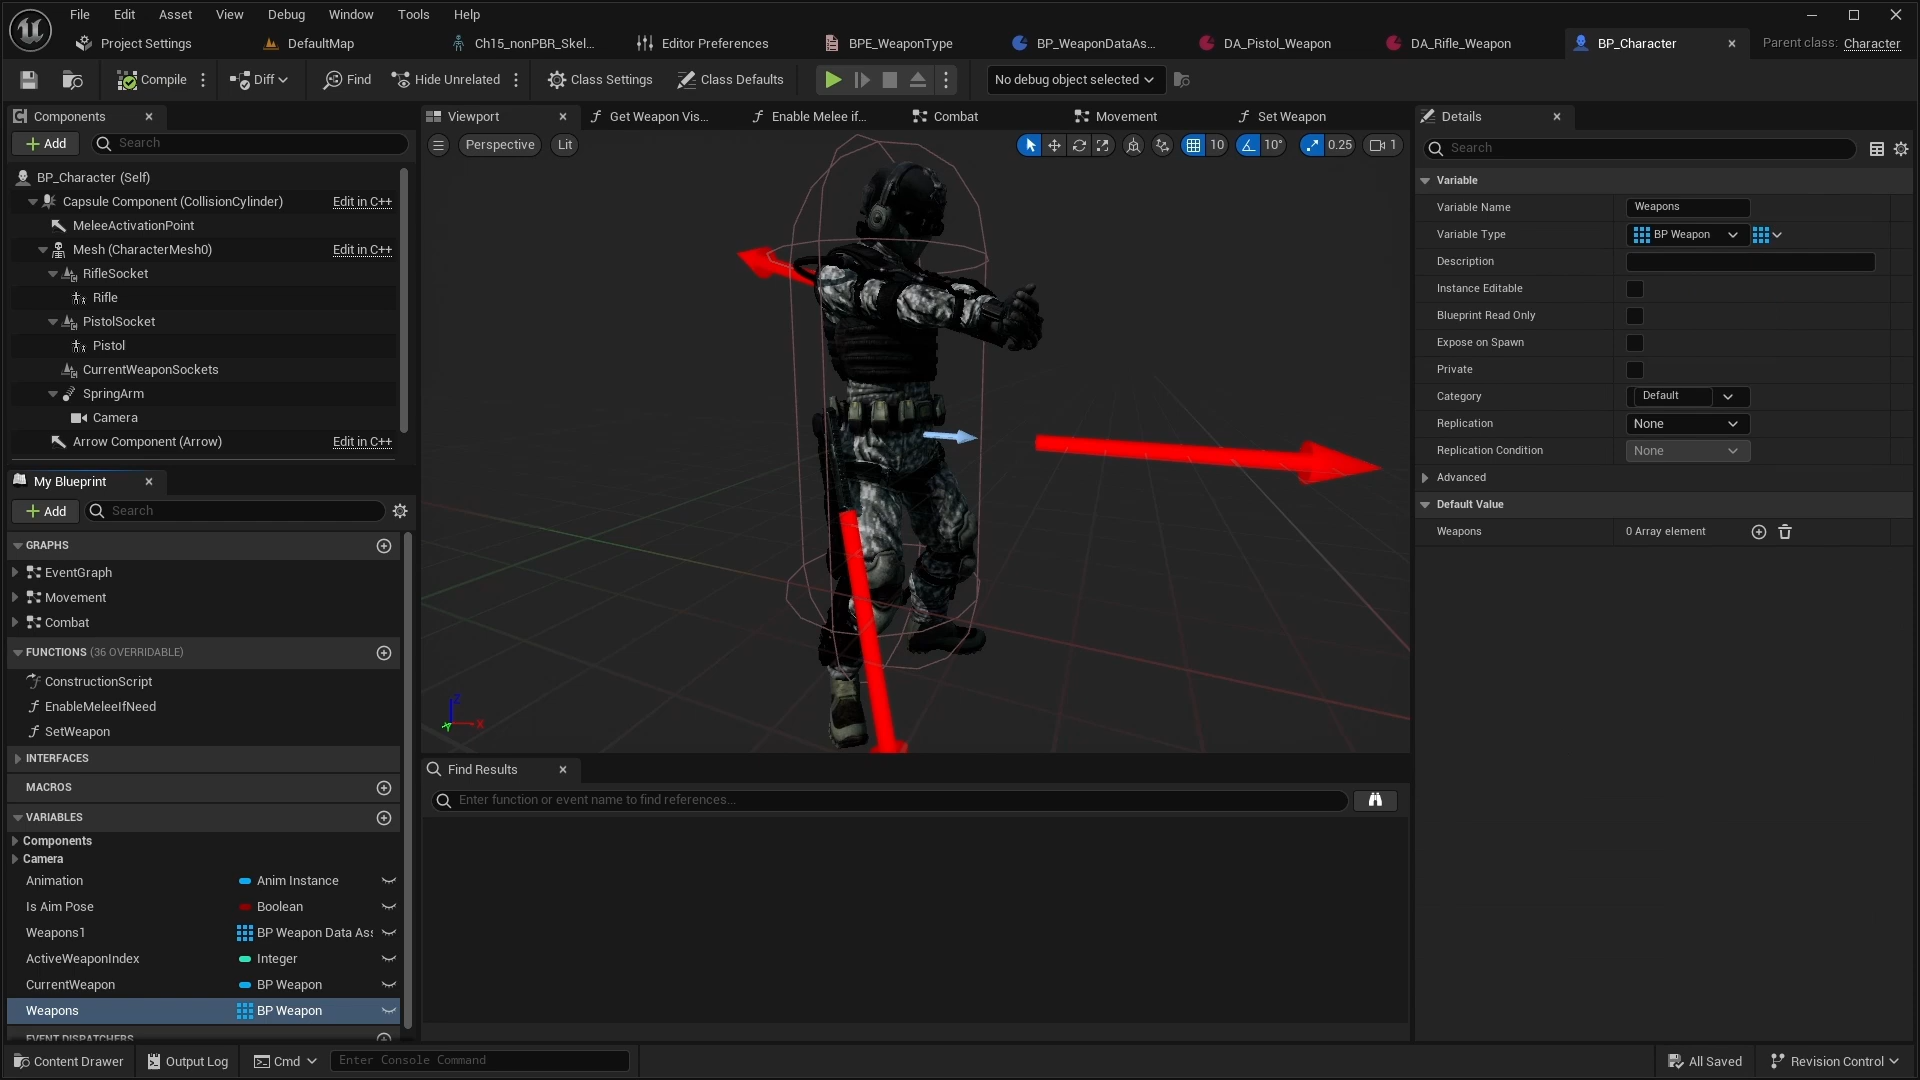 File Edit Asset View Debug Window Tools Help
Project Settings DefaultMap Ch15_nonPBR_Skel... Editor Preferences BPE_WeaponType BP_WeaponDataAs... DA_Pistol_Weapon DA_Rifle_Weapon BP_Character Parent class: Character
Compile Diff Find Hide Unrelated Class Settings Class Defaults No debug object selected
Components
Add Search
BP_Character (Self)
Capsule Component (CollisionCylinder) Edit in C++
MeleeActivationPoint
Mesh (CharacterMesh0) Edit in C++
RifleSocket
Rifle
PistolSocket
Pistol
CurrentWeaponSockets
SpringArm
Camera
Arrow Component (Arrow) Edit in C++
My Blueprint
Add Search
GRAPHS
EventGraph
Movement
Combat
FUNCTIONS (36 OVERRIDABLE)
ConstructionScript
EnableMeleeIfNeed
SetWeapon
INTERFACES
MACROS
VARIABLES
Components
Camera
Animation Anim Instance
Is Aim Pose Boolean
Weapons1 BP Weapon Data Ass
ActiveWeaponIndex Integer
CurrentWeapon BP Weapon
Weapons BP Weapon
EVENT DISPATCHERS
Viewport Get Weapon Vis... Enable Melee if... Combat Movement Set Weapon
Perspective Lit 10 10° 0.25 1
Z
X
Y
Find Results
Enter function or event name to find references...
Details
Search
Variable
Variable Name Weapons
Variable Type BP Weapon
Description
Instance Editable
Blueprint Read Only
Expose on Spawn
Private
Category Default
Replication None
Replication Condition None
Advanced
Default Value
Weapons 0 Array element
Content Drawer Output Log Cmd Enter Console Command All Saved Revision Control